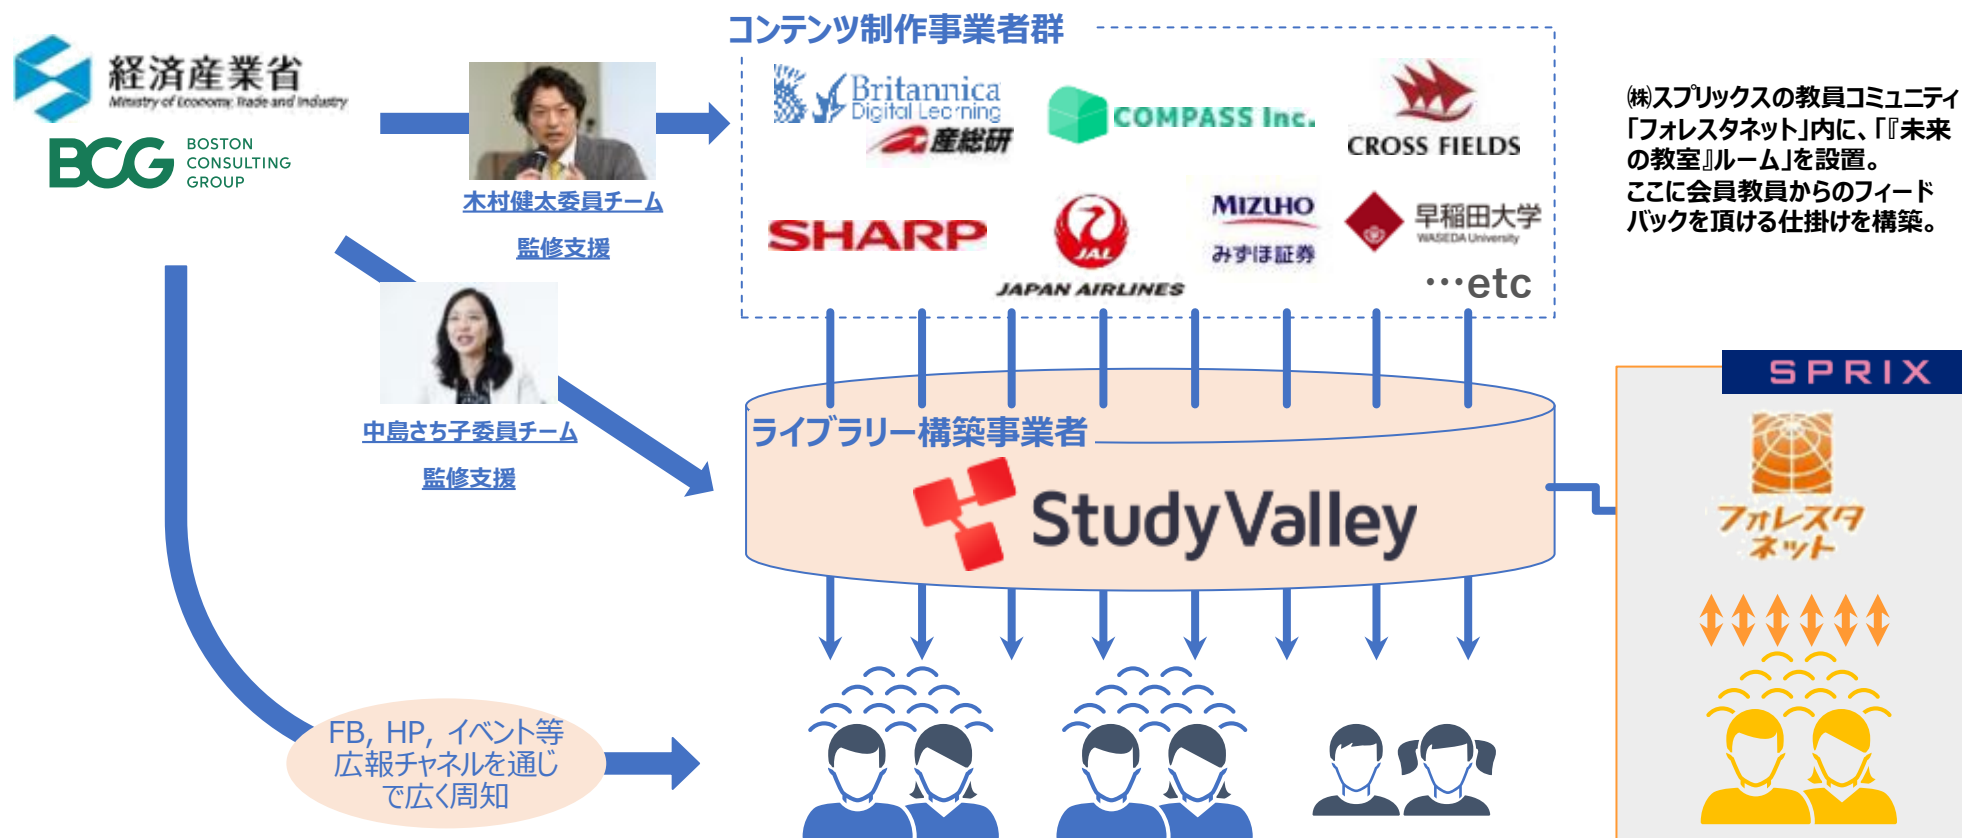 コンテンツ制作事業者群
経済産業省
Ministry of Economy, Trade and Industry
BCG
BOSTON
CONSULTING
GROUP
木村健太委員チーム
監修支援
中島さち子委員チーム
監修支援
Britannica
Digital Learning
産総研
COMPASS Inc.
CROSS FIELDS
SHARP
JAL
JAPAN AIRLINES
MIZUHO
みずほ証券
早稲田大学
WASEDA University
…etc
㈱スプリックスの教員コミュニティ
「フォレスタネット」内に、「『未来
の教室』ルーム」を設置。
ここに会員教員からのフィード
バックを頂ける仕掛けを構築。
ライブラリー構築事業者
StudyValley
SPRIX
フォレスタ
ネット
FB, HP, イベント等
広報チャネルを通じ
で広く周知